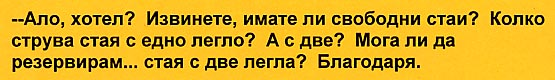 --Ало, хотел?  Извинете, имате ли свободни стаи?  Колко
струва стая с едно легло?  А с две?  Мога ли да
резервирам... стая с две легла?  Благодаря.